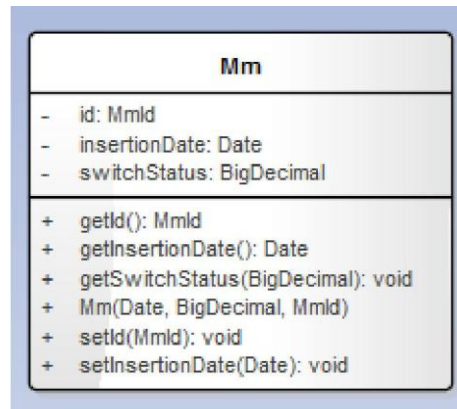 Mm
- id: MmId
- insertionDate: Date
- switchStatus: BigDecimal
+ getId(): MmId
+ getInsertionDate(): Date
+ getSwitchStatus(BigDecimal): void
+ Mm(Date, BigDecimal, MmId)
+ setId(MmId): void
+ setInsertionDate(Date): void